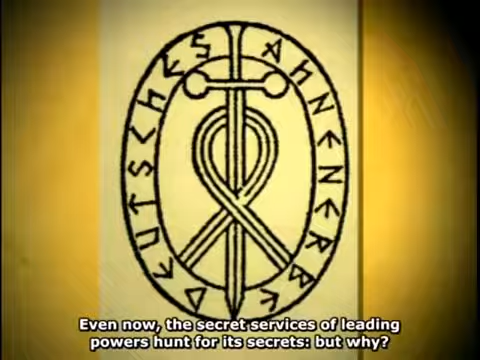 DEUTSCHES AHNENERBE
Even now, the secret services of leading
powers hunt for its secrets: but why?